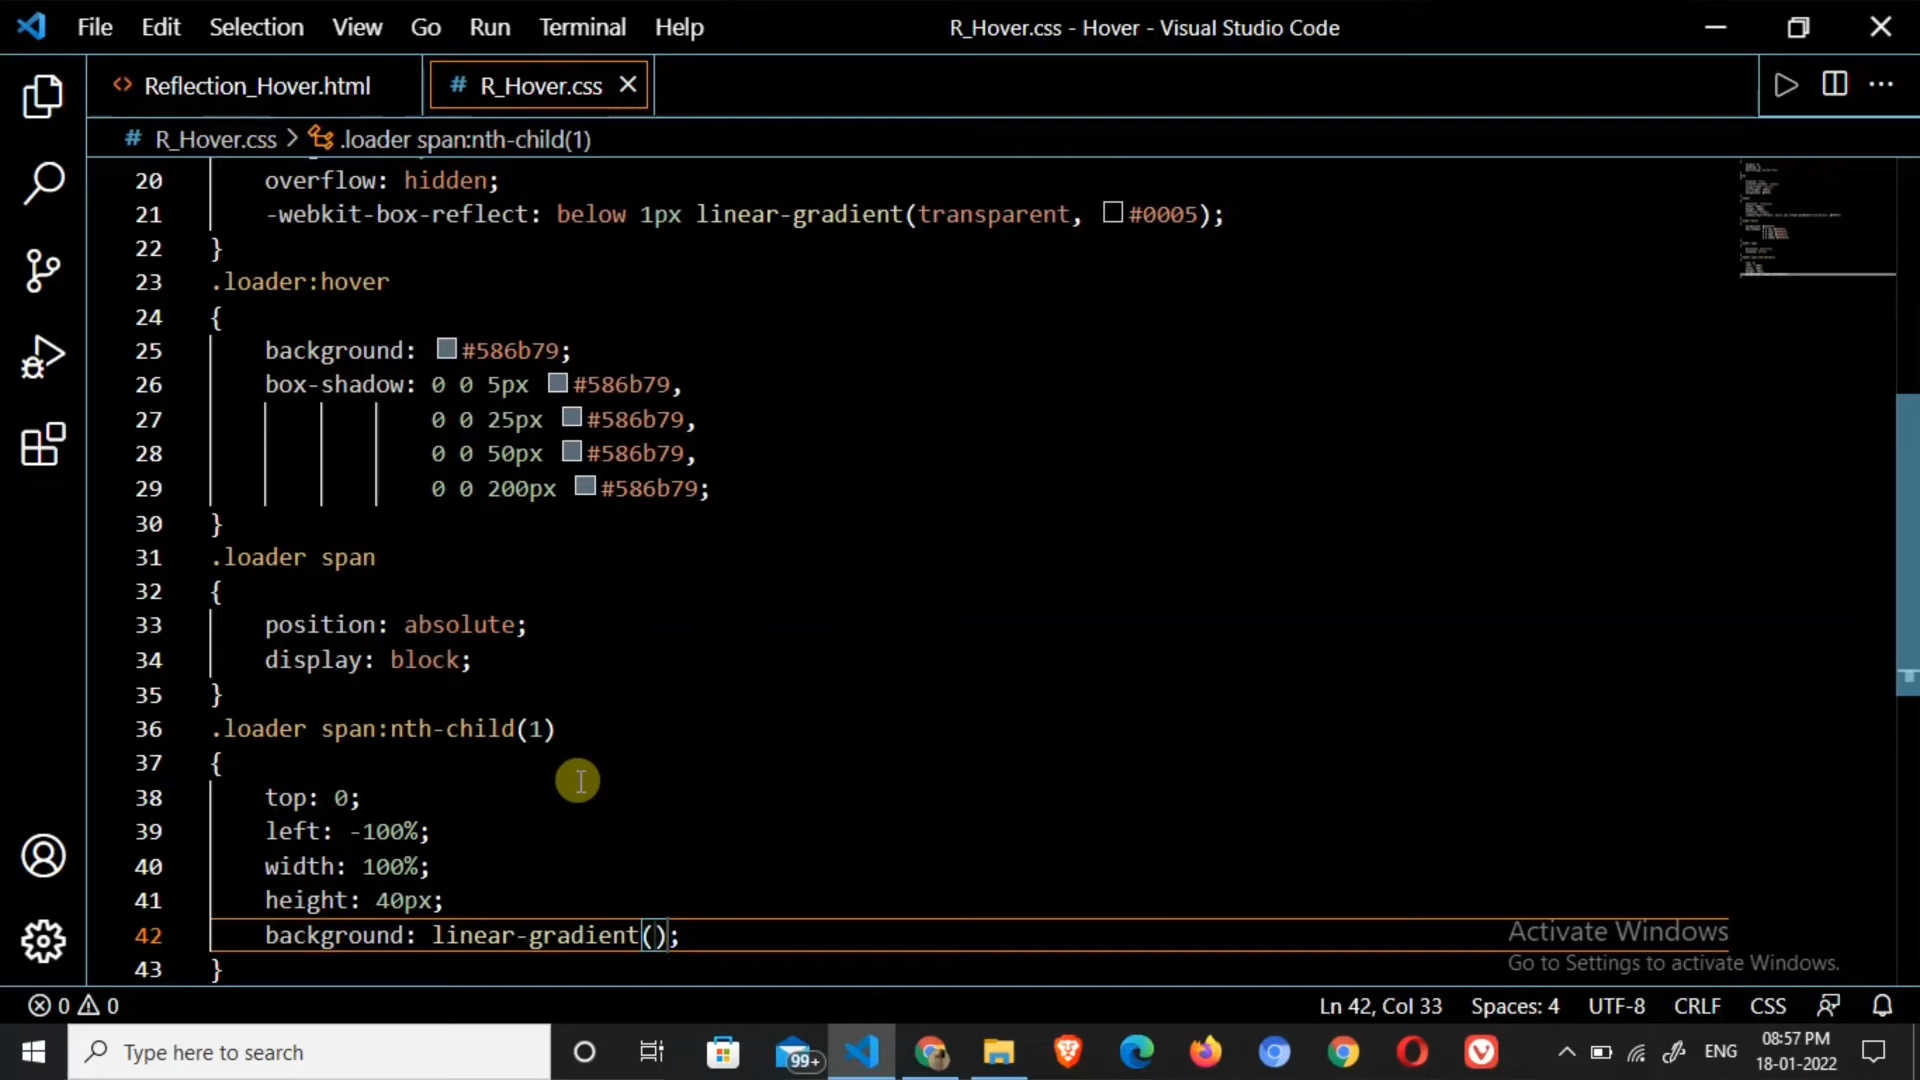 File Edit Selection View Go Run Terminal Help R_Hover.css - Hover - Visual Studio Code
Reflection_Hover.html # R_Hover.css
# R_Hover.css > .loader span:nth-child(1)
20 overflow: hidden;
21 -webkit-box-reflect: below 1px linear-gradient(transparent, #0005);
22 }
23 .loader:hover
24 {
25 background: #586b79;
26 box-shadow: 0 0 5px #586b79,
27 0 0 25px #586b79,
28 0 0 50px #586b79,
29 0 0 200px #586b79;
30 }
31 .loader span
32 {
33 position: absolute;
34 display: block;
35 }
36 .loader span:nth-child(1)
37 {
38 top: 0;
39 left: -100%;
40 width: 100%;
41 height: 40px;
42 background: linear-gradient();
43 }
Activate Windows
Go to Settings to activate Windows.
0 0 Ln 42, Col 33 Spaces: 4 UTF-8 CRLF CSS
Type here to search 99+ ENG 08:57 PM
18-01-2022